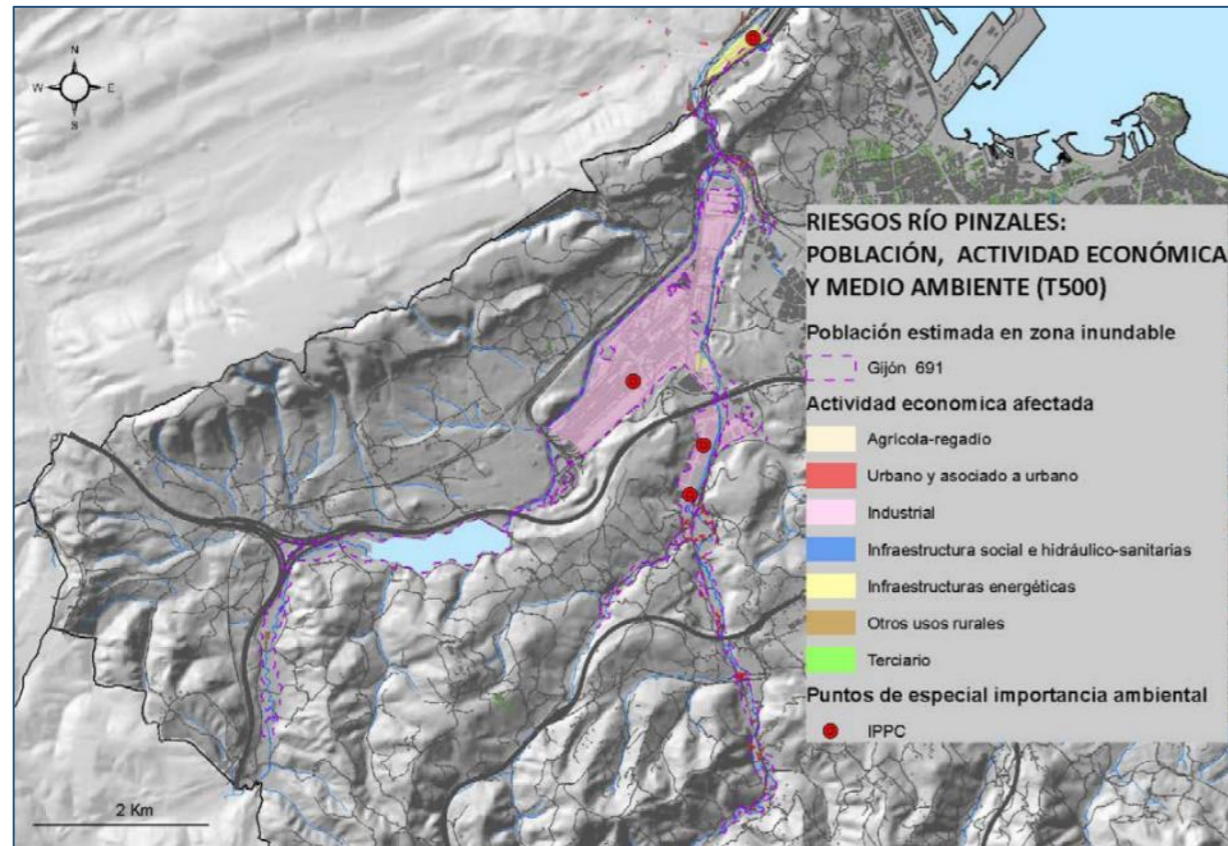 N
W E
S
RIESGOS RÍO PINZALES:
POBLACIÓN, ACTIVIDAD ECONÓMICA
Y MEDIO AMBIENTE (T500)
Población estimada en zona inundable
Gijón 691
Actividad economica afectada
Agrícola-regadío
Urbano y asociado a urbano
Industrial
Infraestructura social e hidráulico-sanitarias
Infraestructuras energéticas
Otros usos rurales
Terciario
Puntos de especial importancia ambiental
IPPC
2 Km